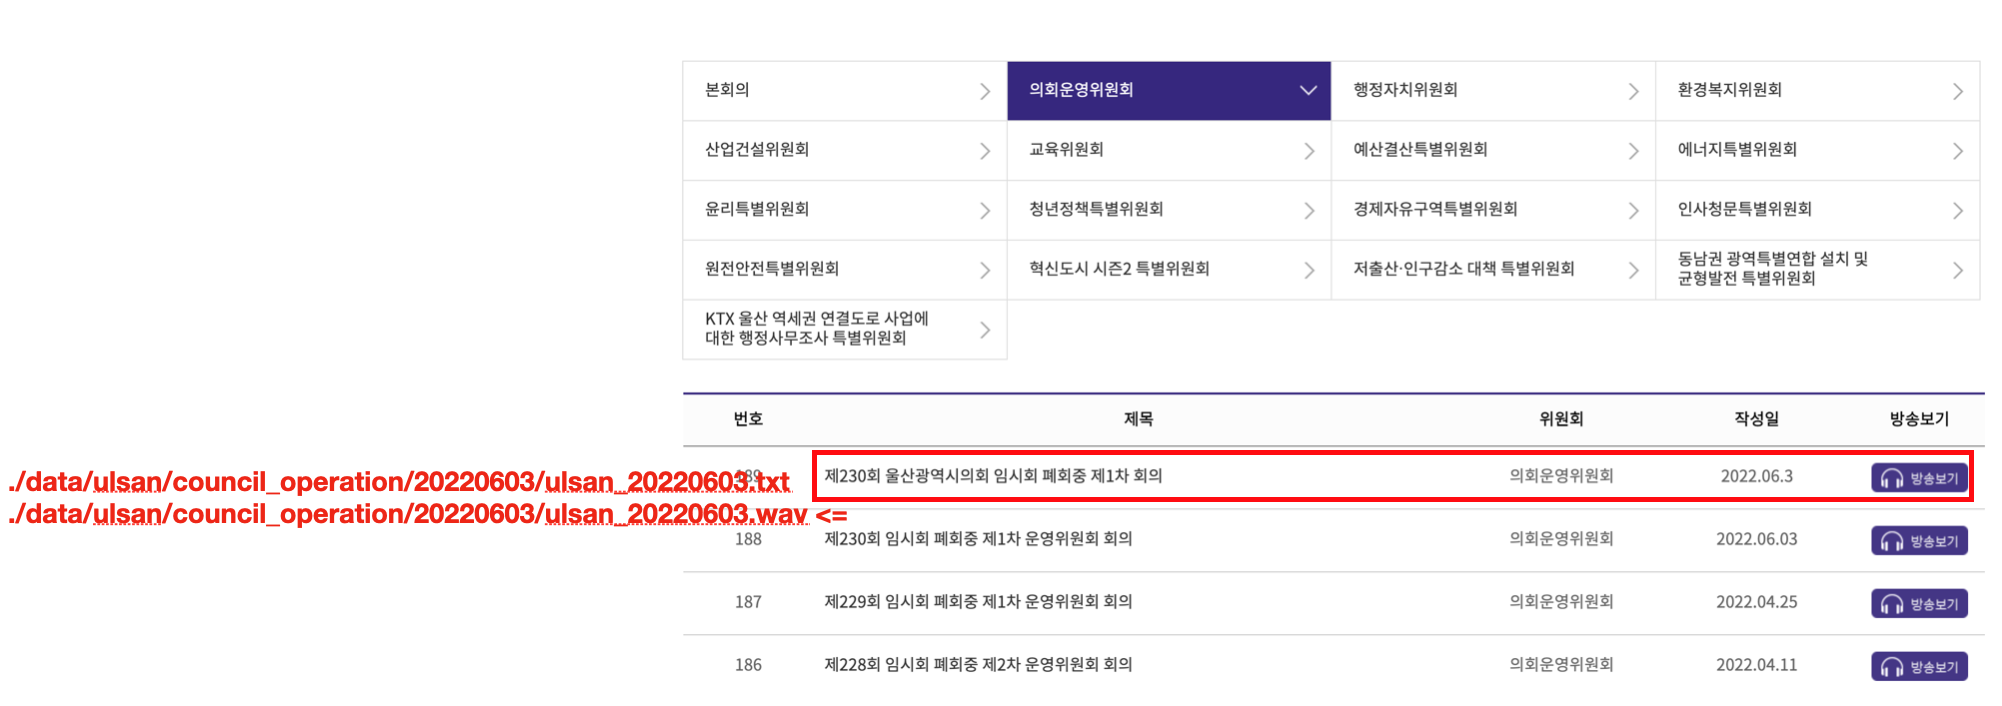 본회의
의회운영위원회
행정자치위원회
환경복지위원회
산업건설위원회
교육위원회
예산결산특별위원회
에너지특별위원회
윤리특별위원회
청년정책특별위원회
경제자유구역특별위원회
인사청문특별위원회
원전안전특별위원회
혁신도시 시즌2 특별위원회
저출산·인구감소 대책 특별위원회
동남권 광역특별연합 설치 및
균형발전 특별위원회
KTX 울산 역세권 연결도로 사업에
대한 행정사무조사 특별위원회
번호 제목 위원회 작성일 방송보기
./data/ulsan/council_operation/20220603/ulsan_20220603.txt
./data/ulsan/council_operation/20220603/ulsan_20220603.wav <=
189 제230회 울산광역시의회 임시회 폐회중 제1차 회의 의회운영위원회 2022.06.3 방송보기
188 제230회 임시회 폐회중 제1차 운영위원회 회의 의회운영위원회 2022.06.03 방송보기
187 제229회 임시회 폐회중 제1차 운영위원회 회의 의회운영위원회 2022.04.25 방송보기
186 제228회 임시회 폐회중 제2차 운영위원회 회의 의회운영위원회 2022.04.11 방송보기